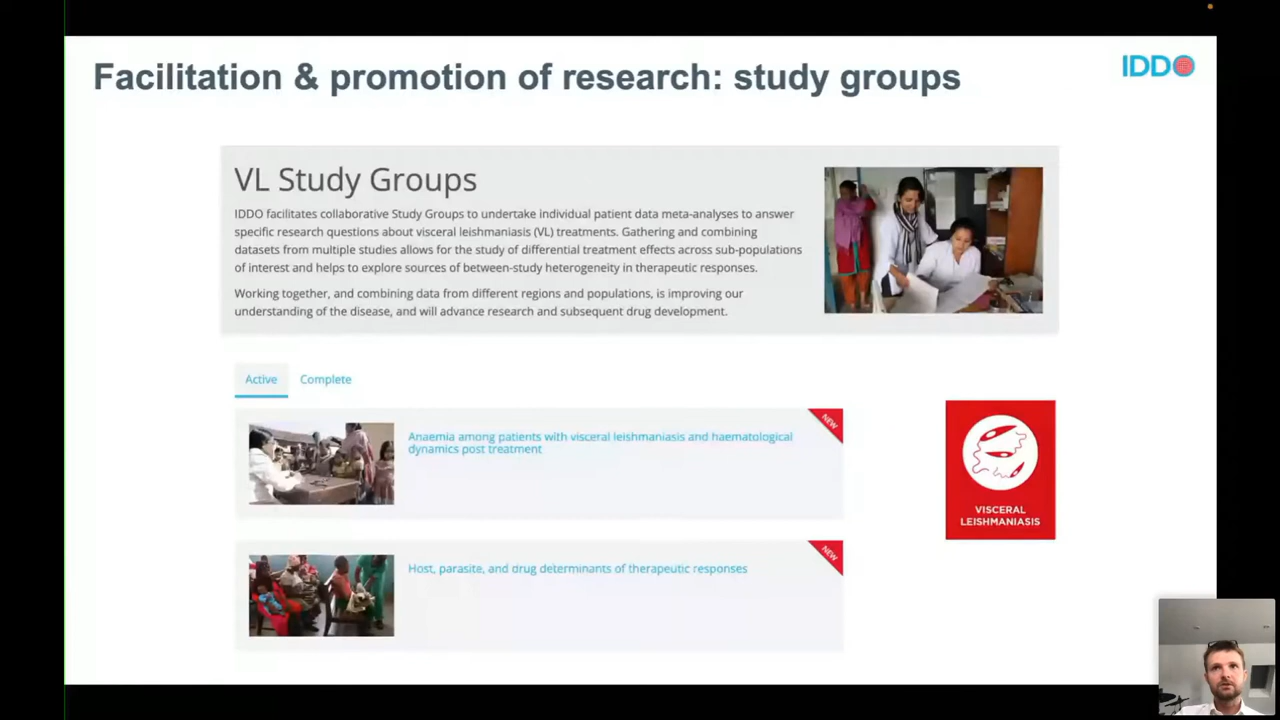 Facilitation & promotion of research: study groups
IDDO
VL Study Groups
IDDO facilitates collaborative Study Groups to undertake individual patient data meta-analyses to answer
specific research questions about visceral leishmaniasis (VL) treatments. Gathering and combining
datasets from multiple studies allows for the study of differential treatment effects across sub-populations
of interest and helps to explore sources of between-study heterogeneity in therapeutic responses.
Working together, and combining data from different regions and populations, is improving our
understanding of the disease, and will advance research and subsequent drug development.
Active Complete
NEW
Anaemia among patients with visceral leishmaniasis and haematological
dynamics post treatment
VISCERAL
LEISHMANIASIS
NEW
Host, parasite, and drug determinants of therapeutic responses